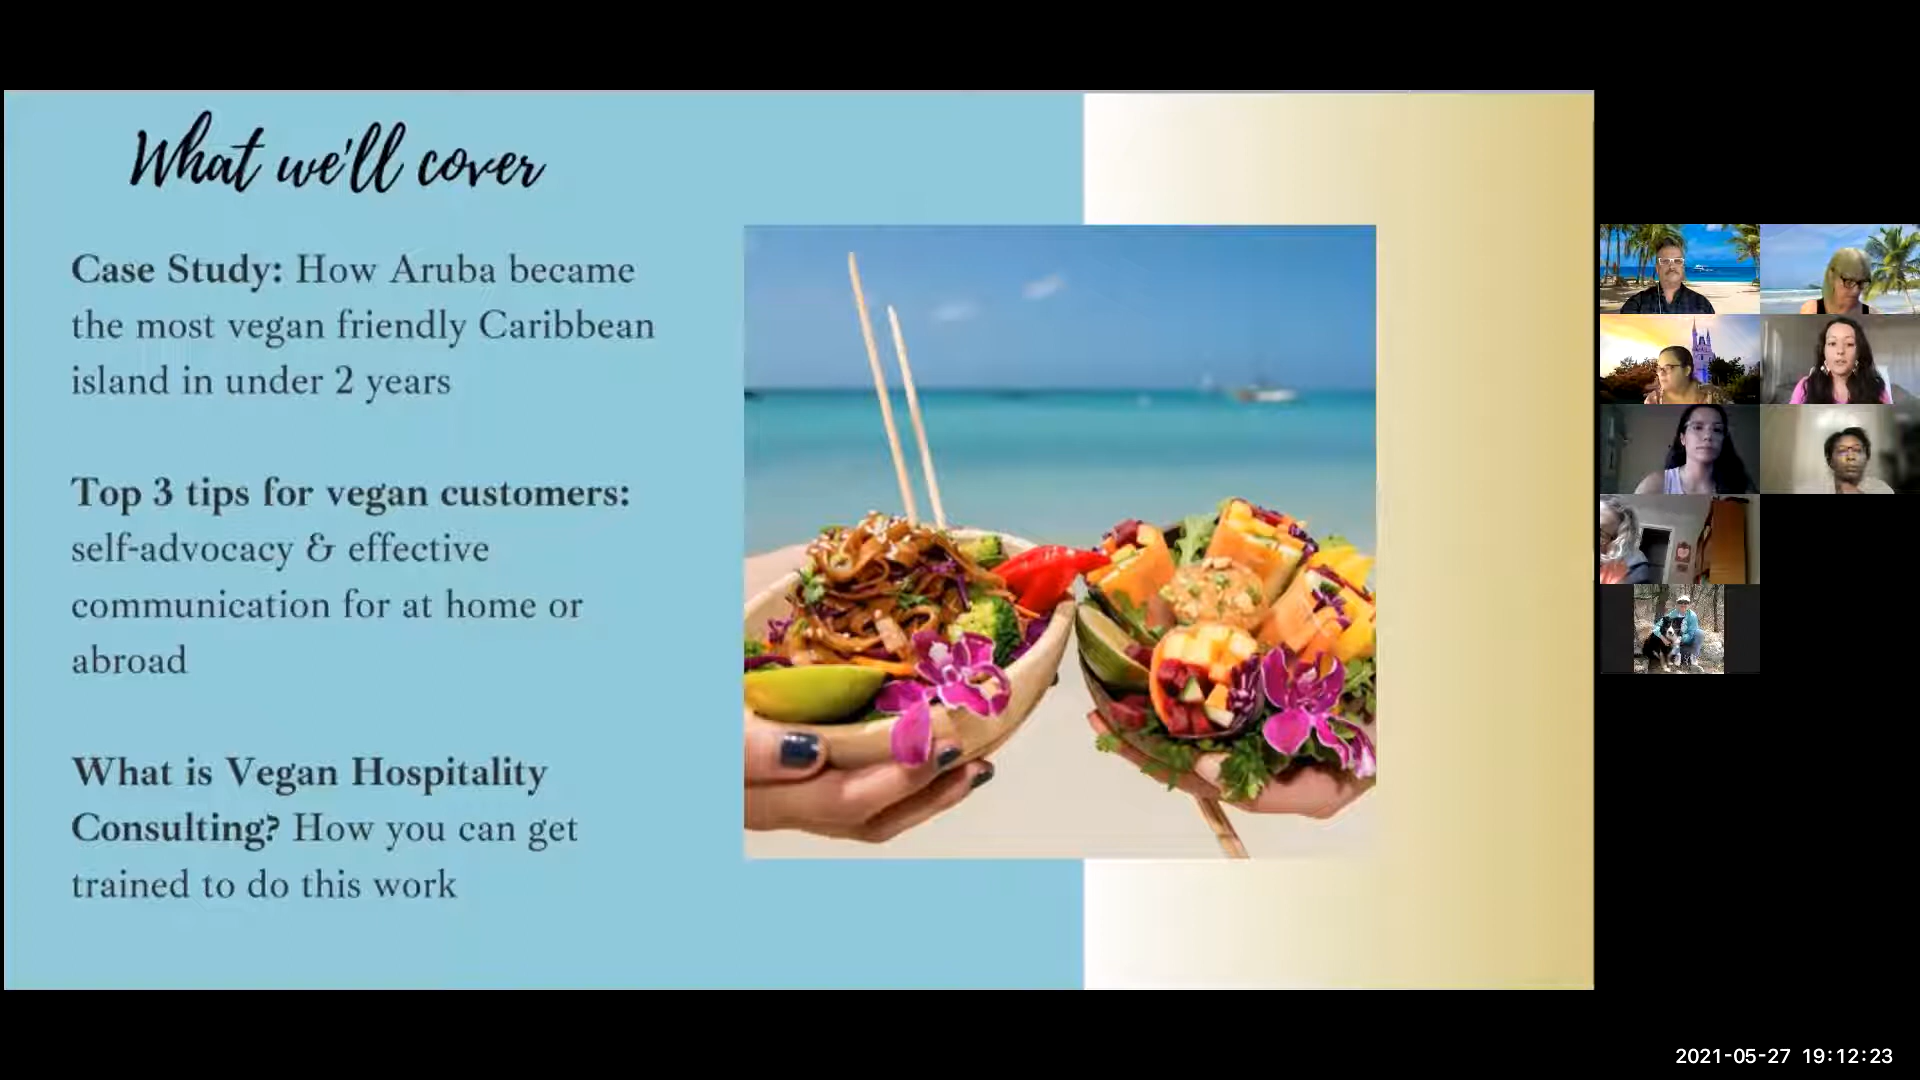 What we'll cover
Case Study: How Aruba became
the most vegan friendly Caribbean
island in under 2 years
Top 3 tips for vegan customers:
self-advocacy & effective
communication for at home or
abroad
What is Vegan Hospitality
Consulting? How you can get
trained to do this work
2021-05-27 19:12:23